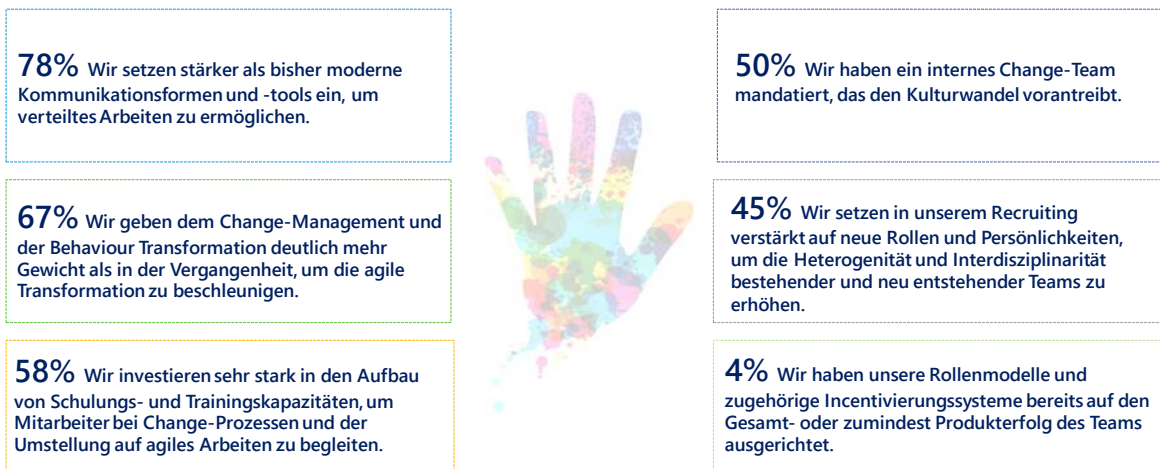 78% Wir setzen stärker als bisher moderne
Kommunikationsformen und -tools ein, um
verteiltes Arbeiten zu ermöglichen.
67% Wir geben dem Change-Management und
der Behaviour Transformation deutlich mehr
Gewicht als in der Vergangenheit, um die agile
Transformation zu beschleunigen.
58% Wir investieren sehr stark in den Aufbau
von Schulungs- und Trainingskapazitäten, um
Mitarbeiter bei Change-Prozessen und der
Umstellung auf agiles Arbeiten zu begleiten.
50% Wir haben ein internes Change-Team
mandatiert, das den Kulturwandel vorantreibt.
45% Wir setzen in unserem Recruiting
verstärkt auf neue Rollen und Persönlichkeiten,
um die Heterogenität und Interdisziplinarität
bestehender und neu entstehender Teams zu
erhöhen.
4% Wir haben unsere Rollenmodelle und
zugehörige Incentivierungssysteme bereits auf den
Gesamt- oder zumindest Produkterfolg des Teams
ausgerichtet.